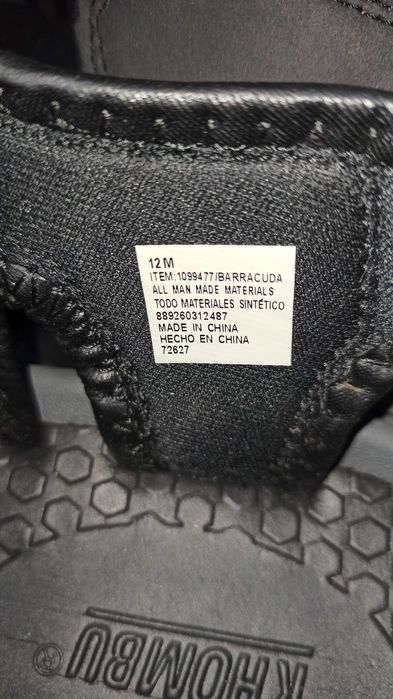 12M
ITEM:1099477/BARRACUDA
ALL MAN MADE MATERIALS
TODO MATERIALES SINTÉTICO
889260312487
MADE IN CHINA
HECHO EN CHINA
72627
KHOMBU®